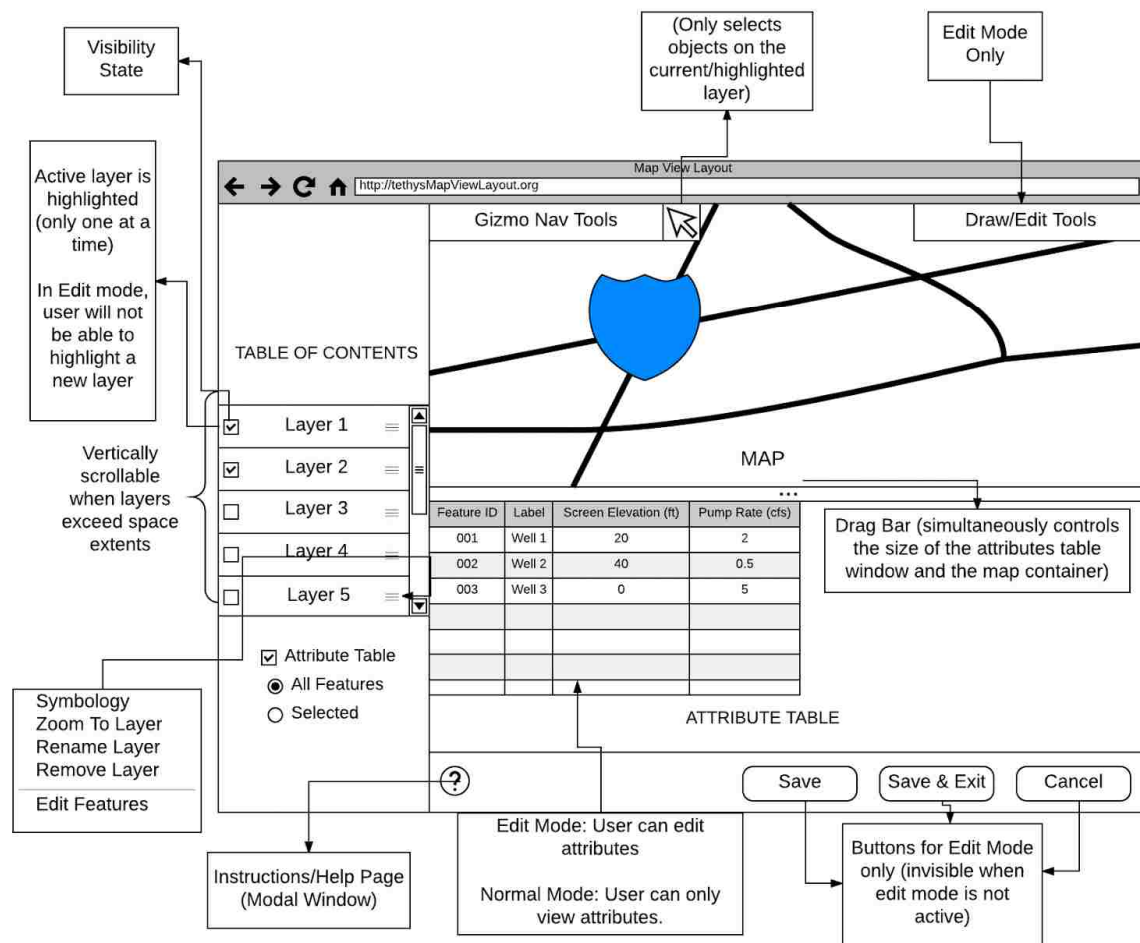 Visibility
State
(Only selects
objects on the
current/highlighted
layer)
Edit Mode
Only
Active layer is
highlighted
(only one at a
time)
In Edit mode,
user will not
be able to
highlight a
new layer
Map View Layout
http://tethysMapViewLayout.org
Gizmo Nav Tools
Draw/Edit Tools
TABLE OF CONTENTS
Layer 1
Layer 2
Layer 3
Layer 4
Layer 5
Vertically
scrollable
when layers
exceed space
extents
MAP
Feature ID Label Screen Elevation (ft) Pump Rate (cfs)
001 Well 1 20 2
002 Well 2 40 0.5
003 Well 3 0 5
Drag Bar (simultaneously controls
the size of the attributes table
window and the map container)
Attribute Table
All Features
Selected
ATTRIBUTE TABLE
Symbology
Zoom To Layer
Rename Layer
Remove Layer
Edit Features
?
Save
Save & Exit
Cancel
Instructions/Help Page
(Modal Window)
Edit Mode: User can edit
attributes
Normal Mode: User can only
view attributes.
Buttons for Edit Mode
only (invisible when
edit mode is not
active)